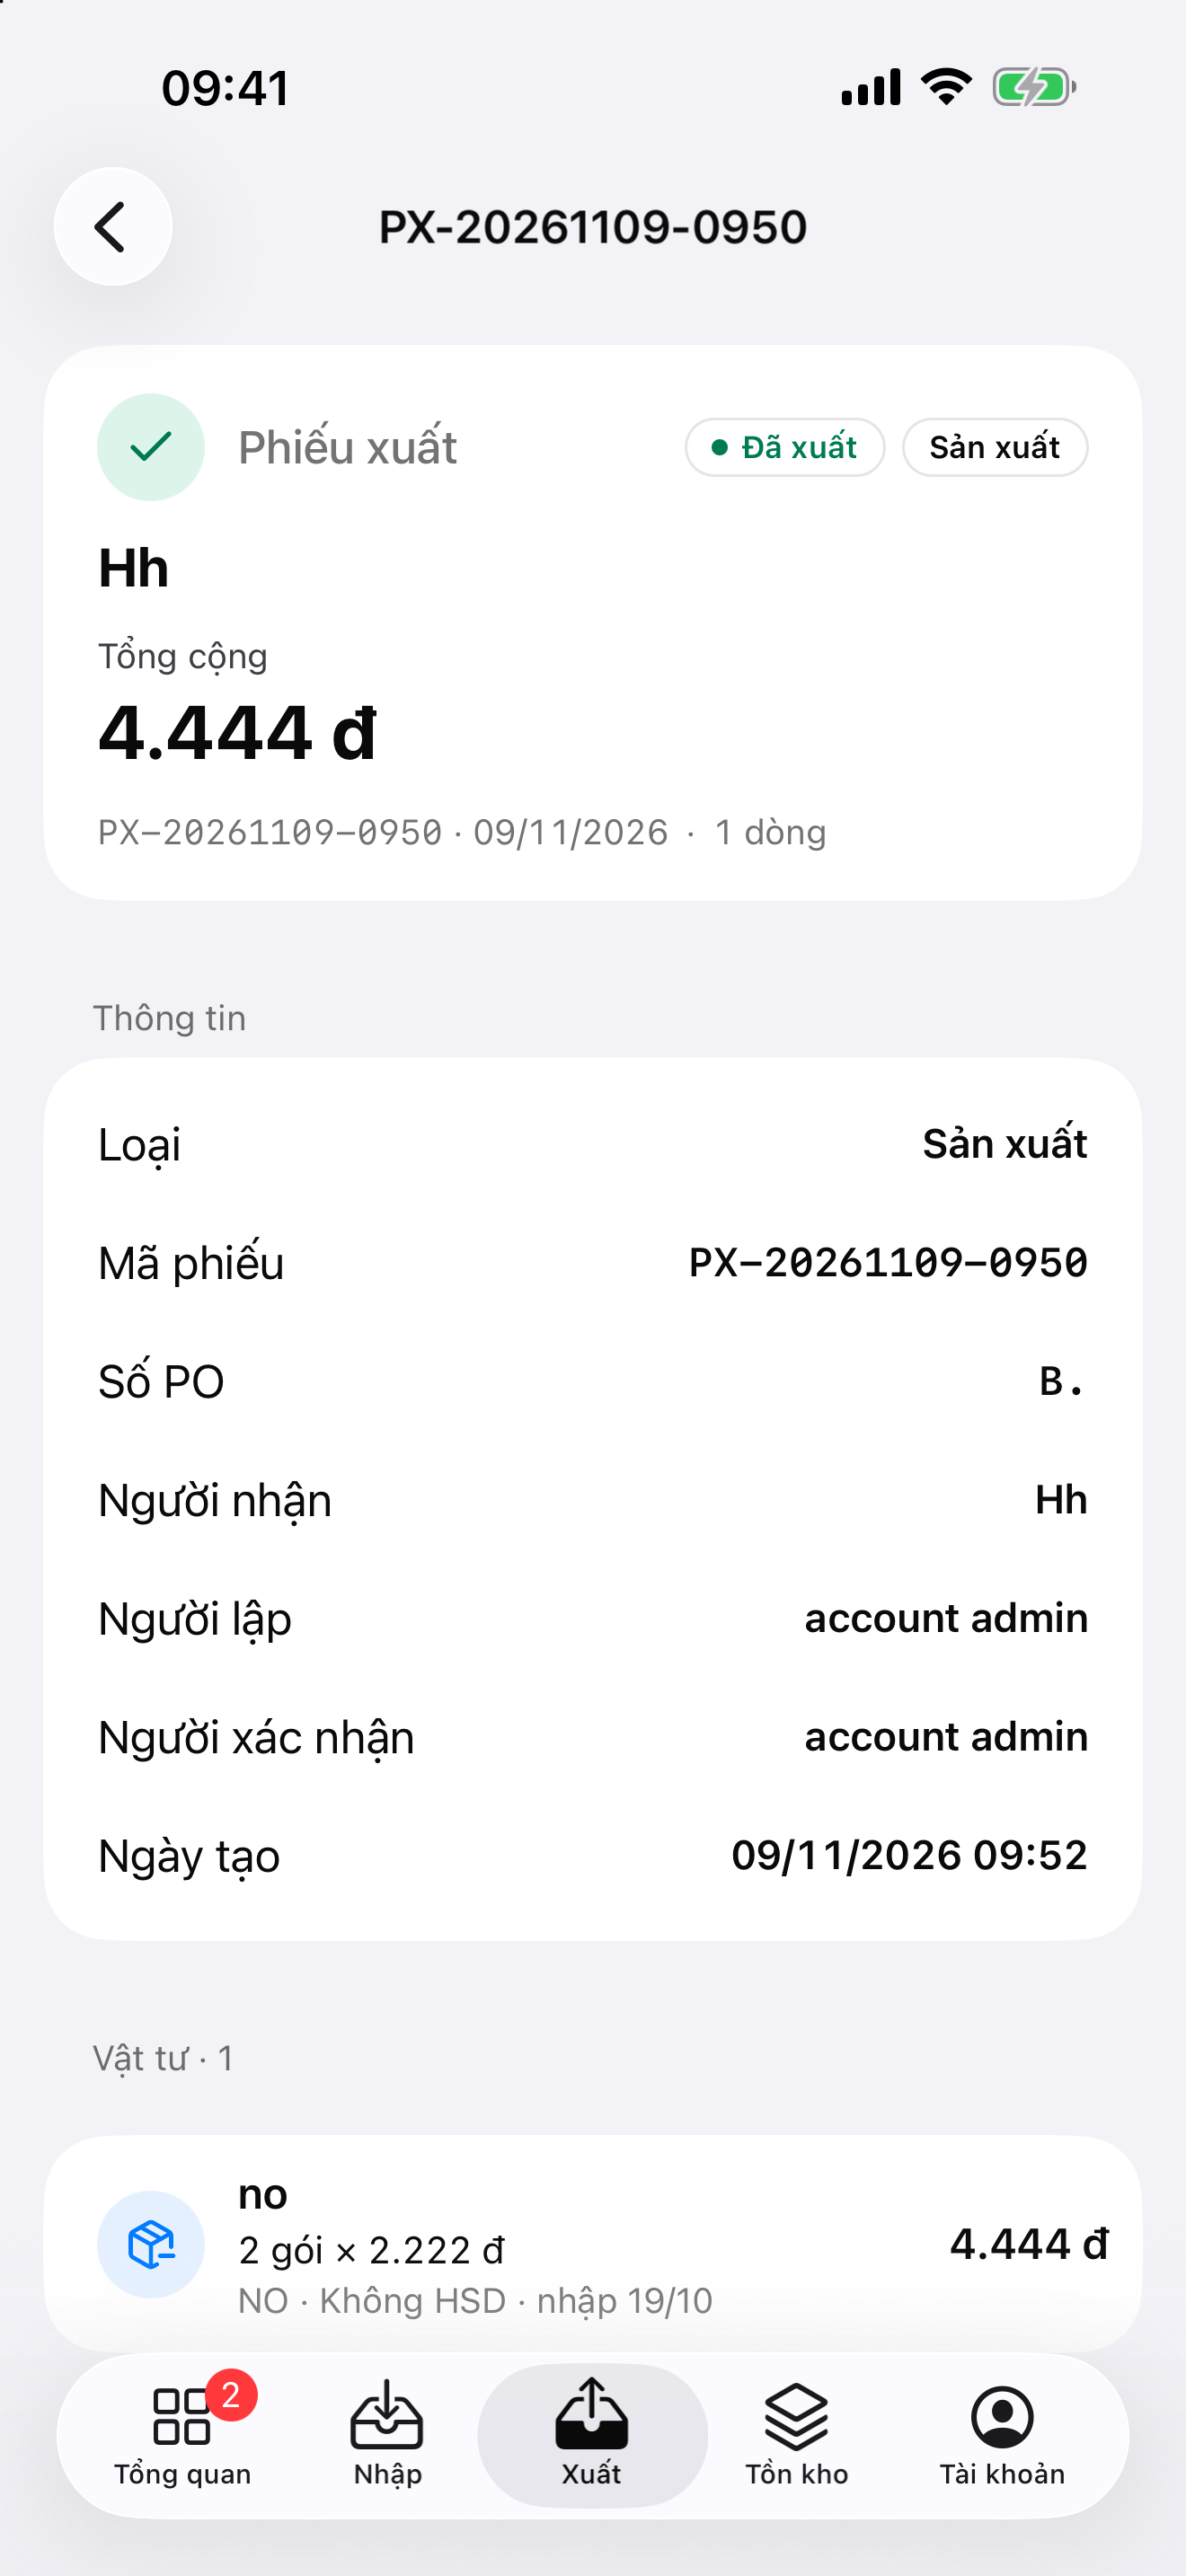 09:41
PX-20261109-0950
Phiếu xuất
Đã xuất
Sản xuất
Hh
Tổng cộng
4.444 đ
PX-20261109-0950 · 09/11/2026 · 1 dòng
Thông tin
Loại
Sản xuất
Mã phiếu
PX-20261109-0950
Số PO
B.
Người nhận
Hh
Người lập
account admin
Người xác nhận
account admin
Ngày tạo
09/11/2026 09:52
Vật tư · 1
no
2 gói × 2.222 đ
4.444 đ
NO · Không HSD · nhập 19/10
2
Tổng quan
Nhập
Xuất
Tồn kho
Tài khoản